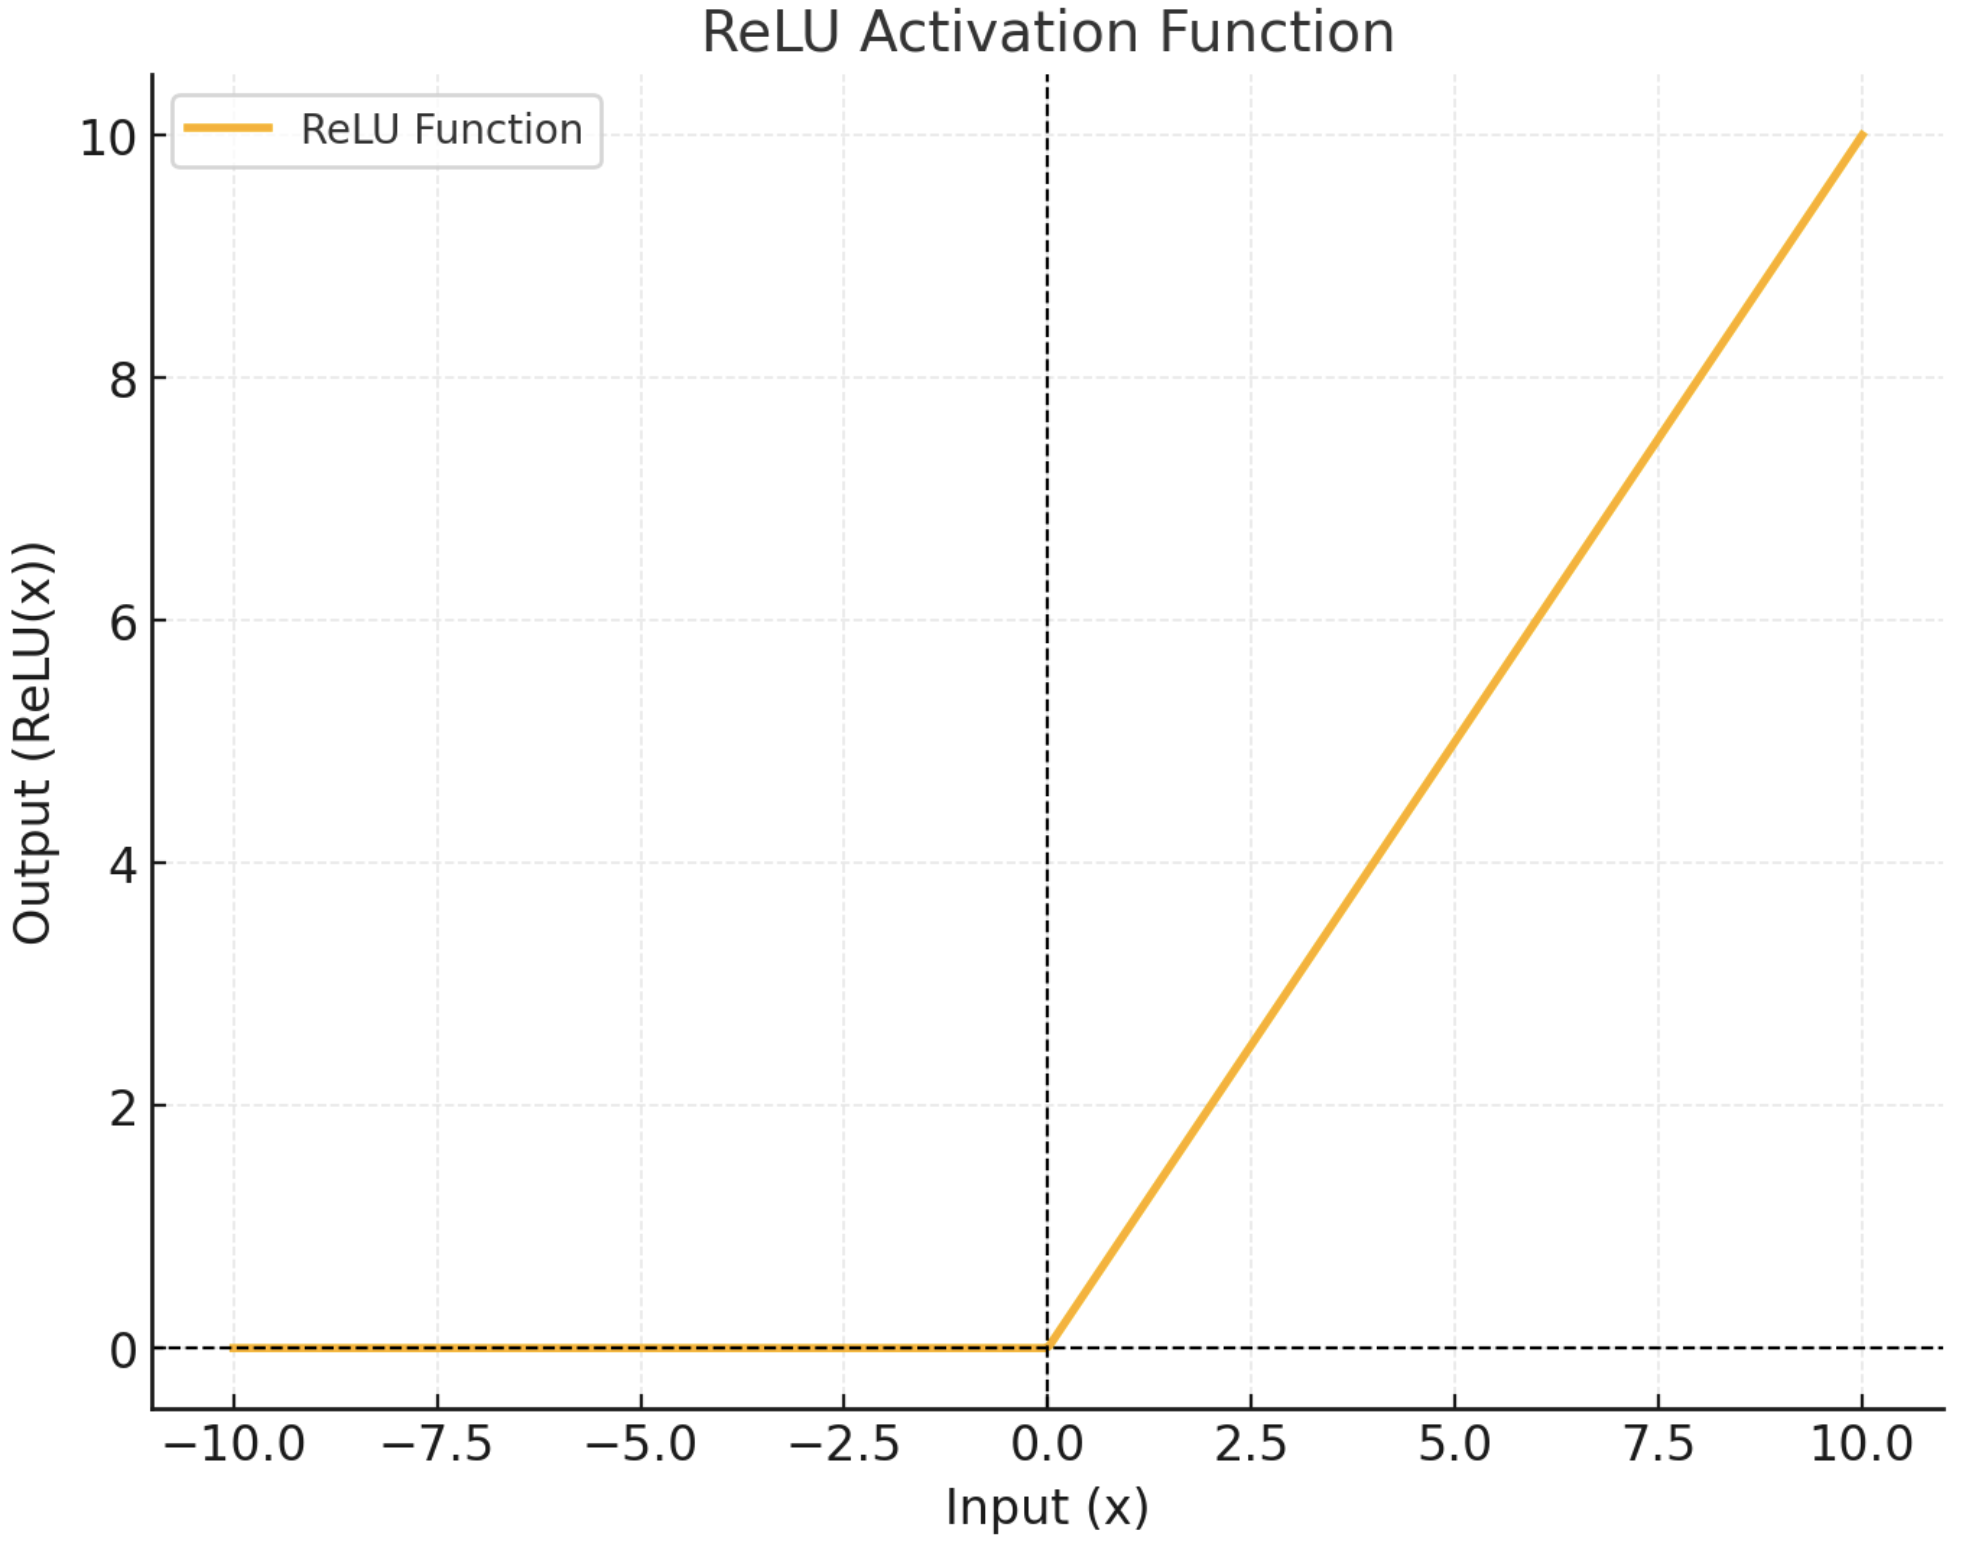 ReLU Activation Function
ReLU Function
10
8
6
4
2
0
Output (ReLU(x))
−10.0 −7.5 −5.0 −2.5 0.0 2.5 5.0 7.5 10.0
Input (x)